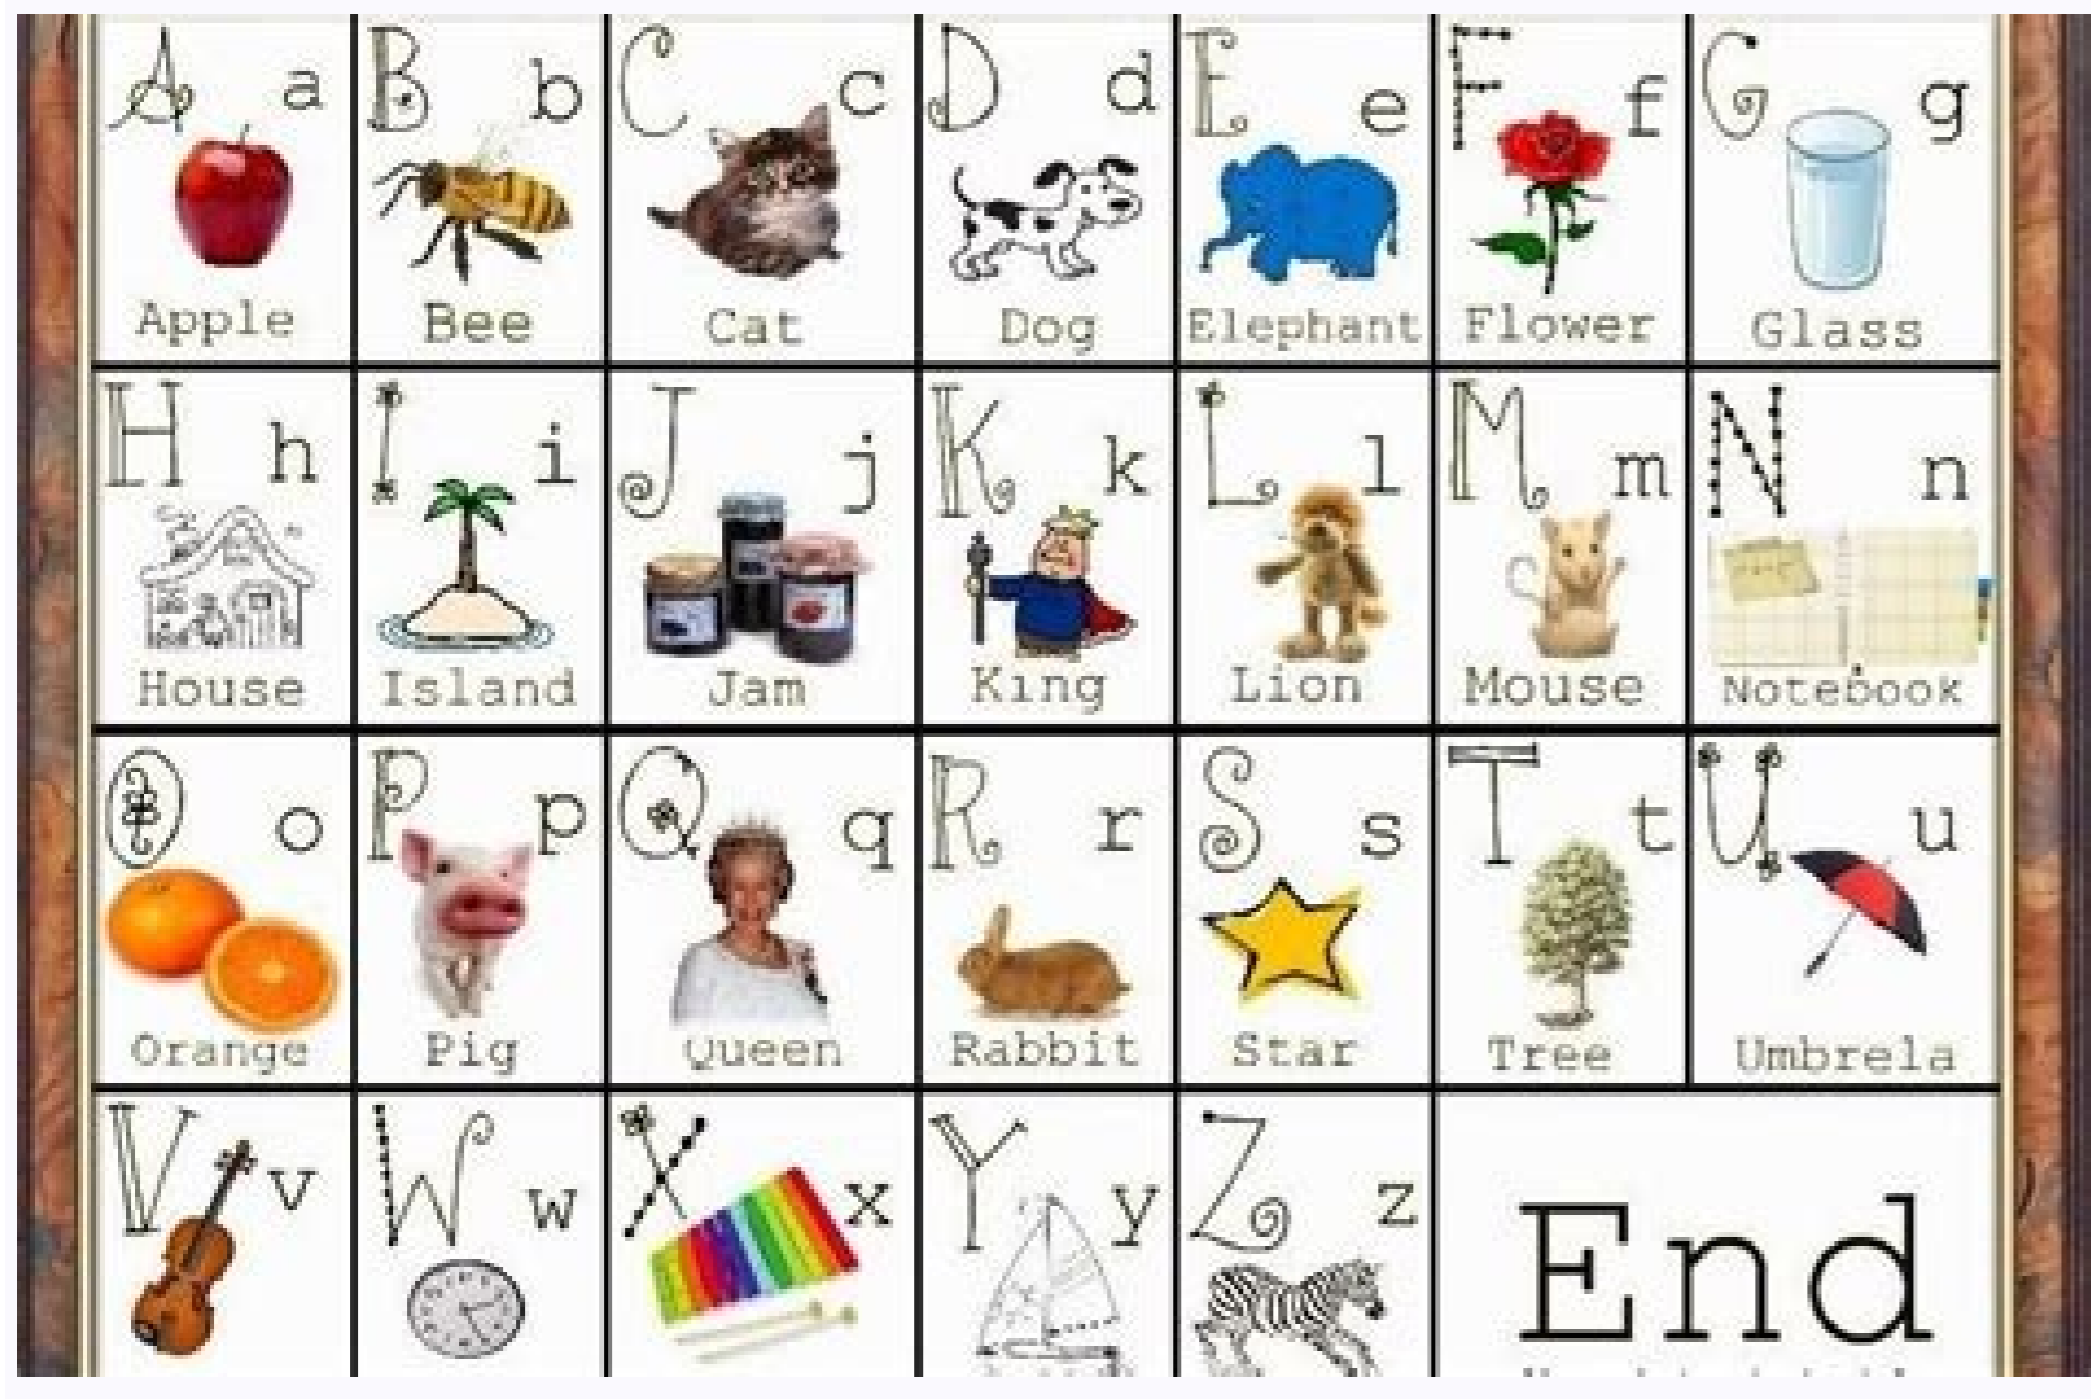 A a B b C c D d E e F f G g
Apple Bee Cat Dog Elephant Flower Glass
H h I i J j K k L l M m N n
House Island Jam King Lion Mouse Notebook
O o P p Q q R r S s T t U u
Orange Pig Queen Rabbit Star Tree Umbrela
V v W w X x Y y Z z
End